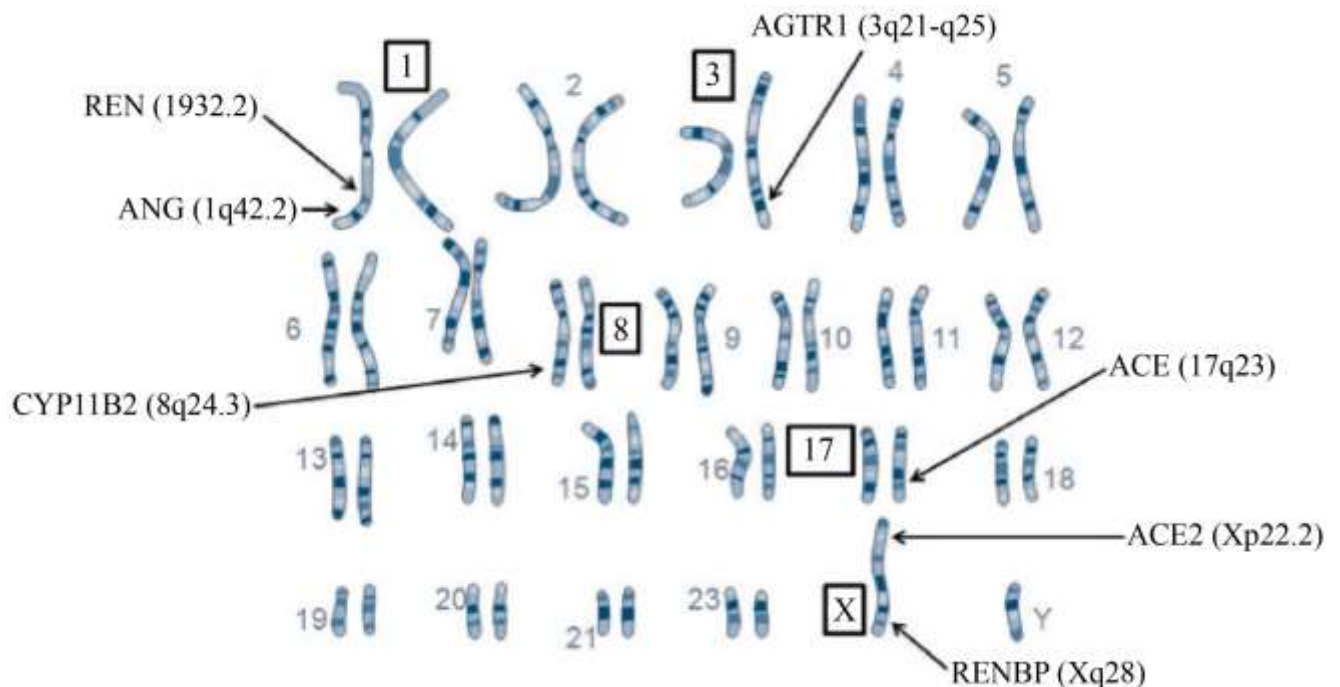 AGTR1 (3q21-q25)
1
2
3
4
5
REN (1932.2)
ANG (1q42.2)
6
7
8
9
10
11
12
CYP11B2 (8q24.3)
ACE (17q23)
13
14
15
16
17
18
ACE2 (Xp22.2)
19
20
21
23
X
Y
RENBP (Xq28)